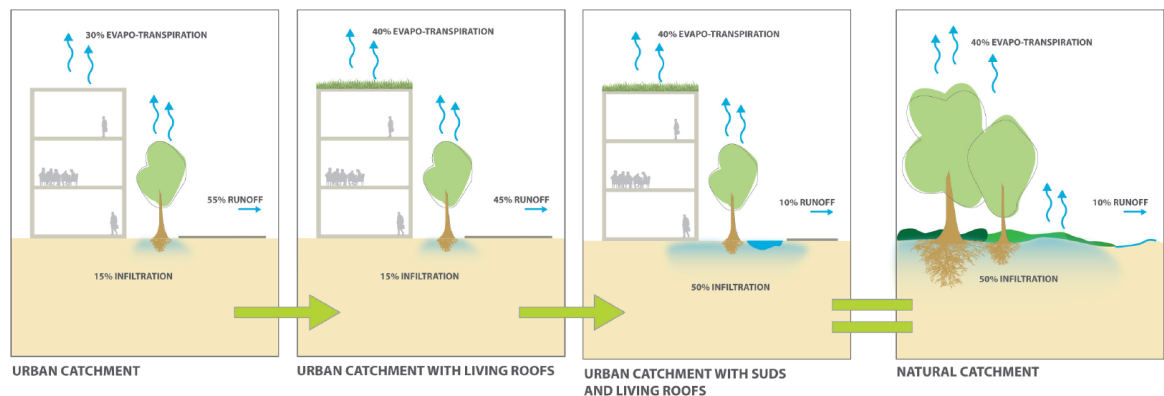 30% EVAPO-TRANSPIRATION
55% RUNOFF
15% INFILTRATION
URBAN CATCHMENT
40% EVAPO-TRANSPIRATION
45% RUNOFF
15% INFILTRATION
URBAN CATCHMENT WITH LIVING ROOFS
40% EVAPO-TRANSPIRATION
10% RUNOFF
50% INFILTRATION
URBAN CATCHMENT WITH SUDS
AND LIVING ROOFS
40% EVAPO-TRANSPIRATION
10% RUNOFF
50% INFILTRATION
NATURAL CATCHMENT